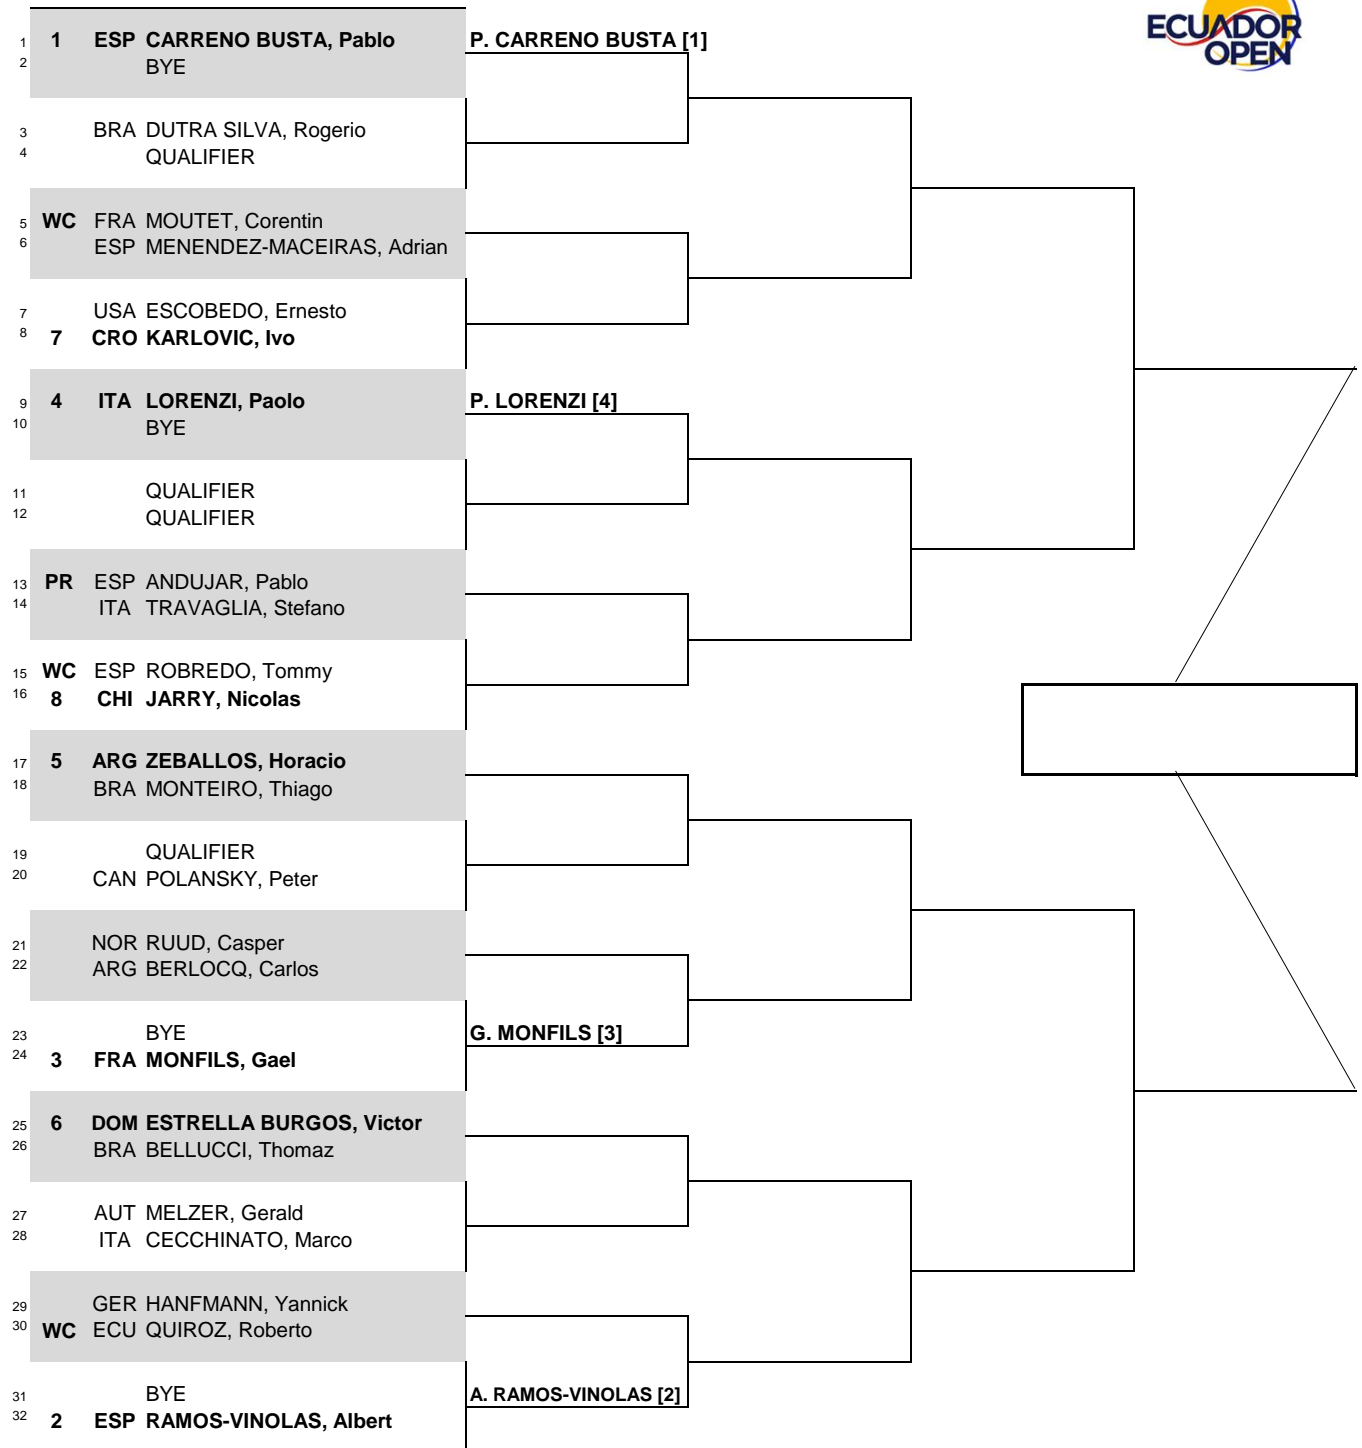 ECUADOR
OPEN
1 1 ESP CARRENO BUSTA, Pablo P. CARRENO BUSTA [1]
2 BYE
3 BRA DUTRA SILVA, Rogerio
4 QUALIFIER
5 WC FRA MOUTET, Corentin
6 ESP MENENDEZ-MACEIRAS, Adrian
7 USA ESCOBEDO, Ernesto
8 7 CRO KARLOVIC, Ivo
9 4 ITA LORENZI, Paolo P. LORENZI [4]
10 BYE
11 QUALIFIER
12 QUALIFIER
13 PR ESP ANDUJAR, Pablo
14 ITA TRAVAGLIA, Stefano
15 WC ESP ROBREDO, Tommy
16 8 CHI JARRY, Nicolas
17 5 ARG ZEBALLOS, Horacio
18 BRA MONTEIRO, Thiago
19 QUALIFIER
20 CAN POLANSKY, Peter
21 NOR RUUD, Casper
22 ARG BERLOCQ, Carlos
23 BYE G. MONFILS [3]
24 3 FRA MONFILS, Gael
25 6 DOM ESTRELLA BURGOS, Victor
26 BRA BELLUCCI, Thomaz
27 AUT MELZER, Gerald
28 ITA CECCHINATO, Marco
29 GER HANFMANN, Yannick
30 WC ECU QUIROZ, Roberto
31 BYE A. RAMOS-VINOLAS [2]
32 2 ESP RAMOS-VINOLAS, Albert